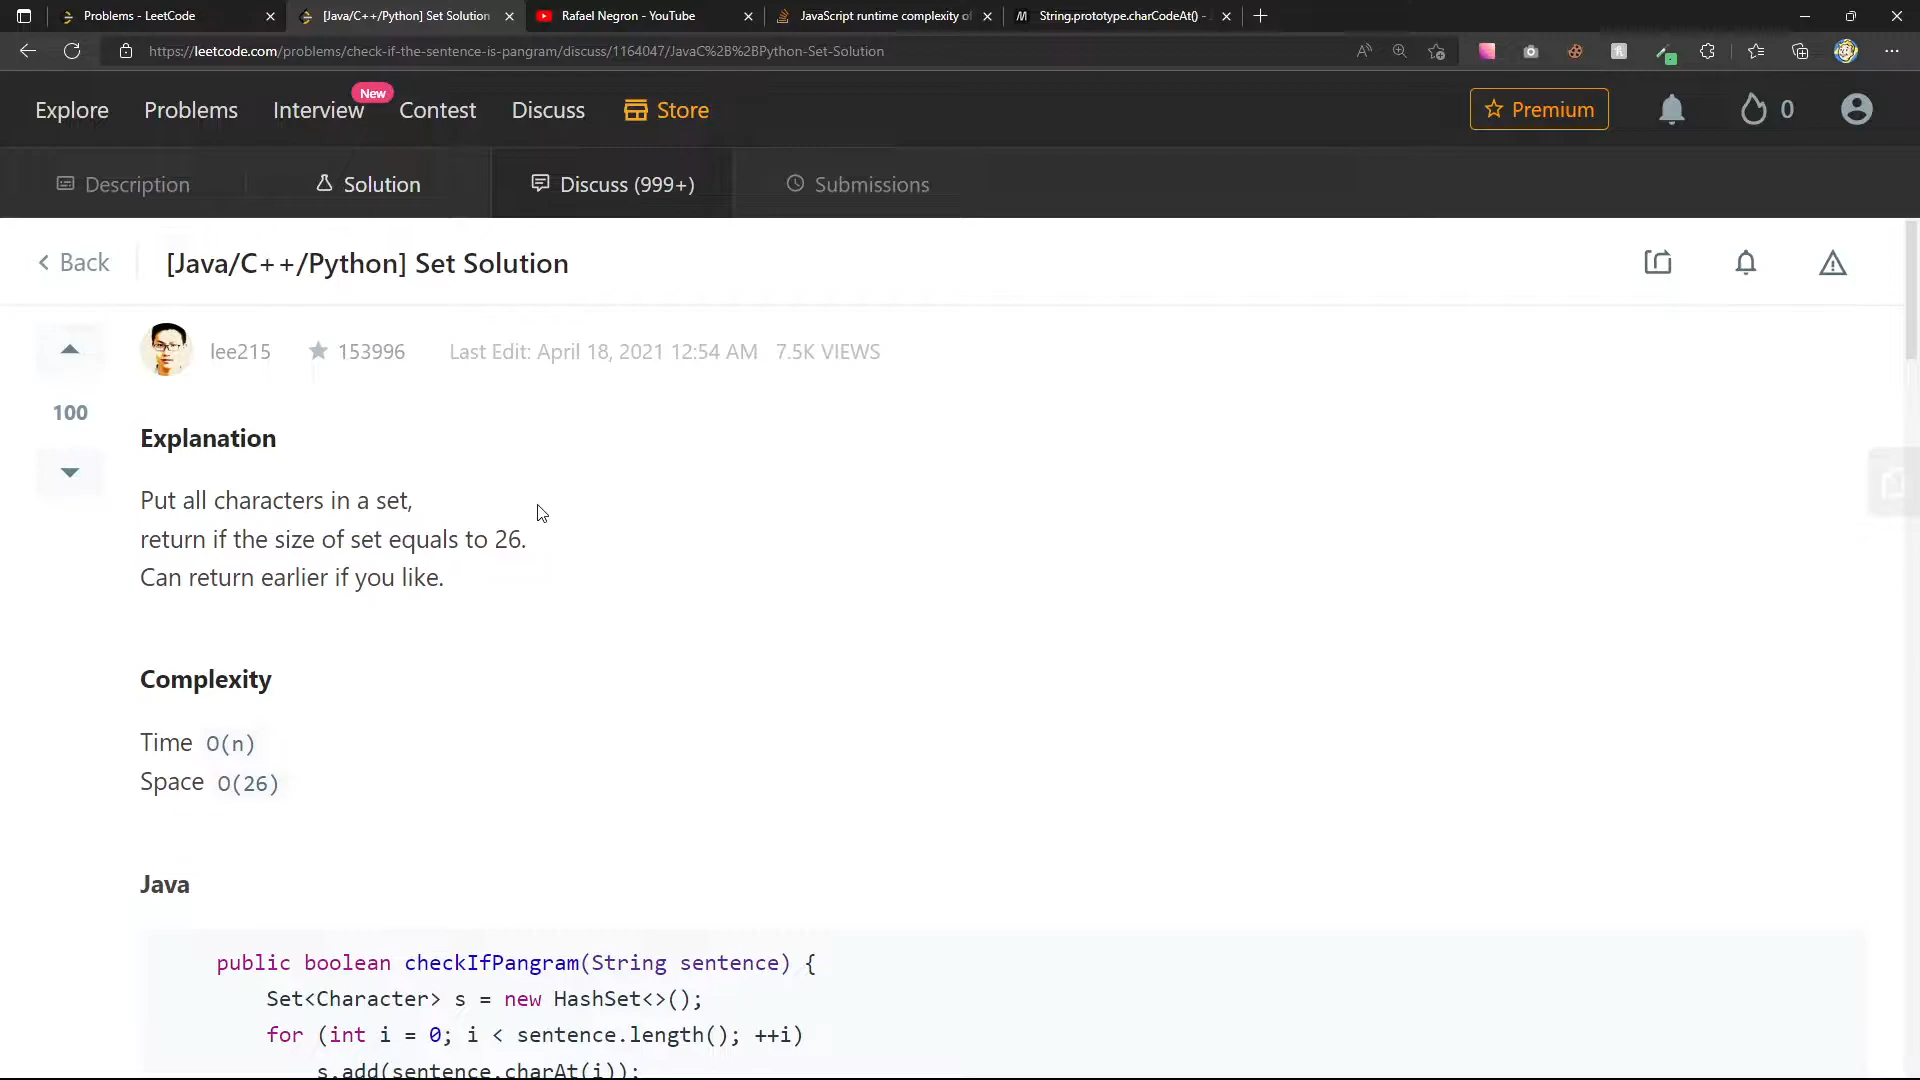 Problems - LeetCode
[Java/C++/Python] Set Solution
Rafael Negron - YouTube
JavaScript runtime complexity of
String.prototype.charCodeAt() -
https://leetcode.com/problems/check-if-the-sentence-is-pangram/discuss/1164047/JavaC%2B%2BPython-Set-Solution
Explore
Problems
Interview
New
Contest
Discuss
Store
Premium
0
Description
Solution
Discuss (999+)
Submissions
Back
[Java/C++/Python] Set Solution
lee215
153996
Last Edit: April 18, 2021 12:54 AM
7.5K VIEWS
100
Explanation
Put all characters in a set,
return if the size of set equals to 26.
Can return earlier if you like.
Complexity
Time O(n)
Space O(26)
Java
public boolean checkIfPangram(String sentence) {
Set<Character> s = new HashSet<>();
for (int i = 0; i < sentence.length(); ++i)
s.add(sentence.charAt(i));